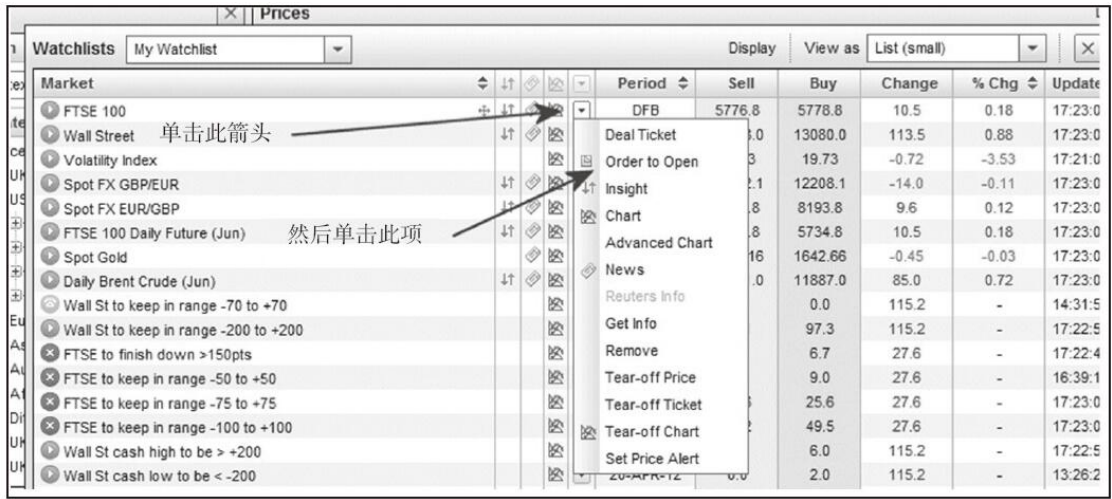 Prices
Watchlists My Watchlist Display View as List (small)
Market Period Sell Buy Change % Chg Update
FTSE 100 DFB 5776.8 5778.8 10.5 0.18 17:23:0
单击此箭头
Wall Street .0 13080.0 113.5 0.88 17:23:0
Volatility Index 3 19.73 -0.72 -3.53 17:21:0
Spot FX GBP/EUR .1 12208.1 -14.0 -0.11 17:23:0
Spot FX EUR/GBP .8 8193.8 9.6 0.12 17:23:0
然后单击此项
FTSE 100 Daily Future (Jun) .8 5734.8 10.5 0.18 17:23:0
Spot Gold 16 1642.66 -0.45 -0.03 17:23:0
Daily Brent Crude (Jun) .0 11887.0 85.0 0.72 17:23:0
Wall St to keep in range -70 to +70 0.0 115.2 - 14:31:5
Wall St to keep in range -200 to +200 97.3 115.2 - 17:22:5
FTSE to finish down >150pts 6.7 27.6 - 17:22:4
FTSE to keep in range -50 to +50 9.0 27.6 - 16:39:1
FTSE to keep in range -75 to +75 25.6 27.6 - 17:23:0
FTSE to keep in range -100 to +100 49.5 27.6 - 17:23:0
Wall St cash high to be > +200 6.0 115.2 - 17:22:5
Wall St cash low to be < -200 20-APR-12 0.0 2.0 115.2 - 13:26:2
Deal Ticket
Order to Open
Insight
Chart
Advanced Chart
News
Reuters Info
Get Info
Remove
Tear-off Price
Tear-off Ticket
Tear-off Chart
Set Price Alert